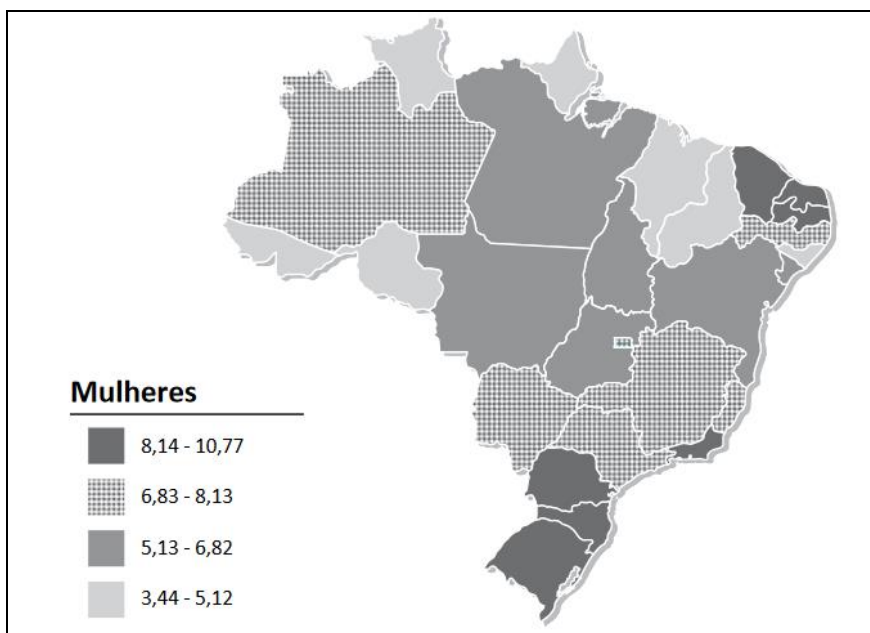 Mulheres
8,14 - 10,77
6,83 - 8,13
5,13 - 6,82
3,44 - 5,12